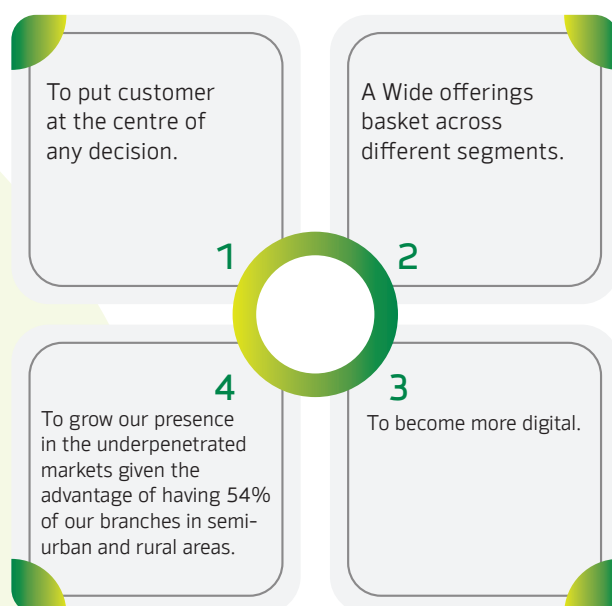 To put customer
at the centre of
any decision.
1
A Wide offerings
basket across
different segments.
2
3
To become more digital.
4
To grow our presence
in the underpenetrated
markets given the
advantage of having 54%
of our branches in semi-
urban and rural areas.